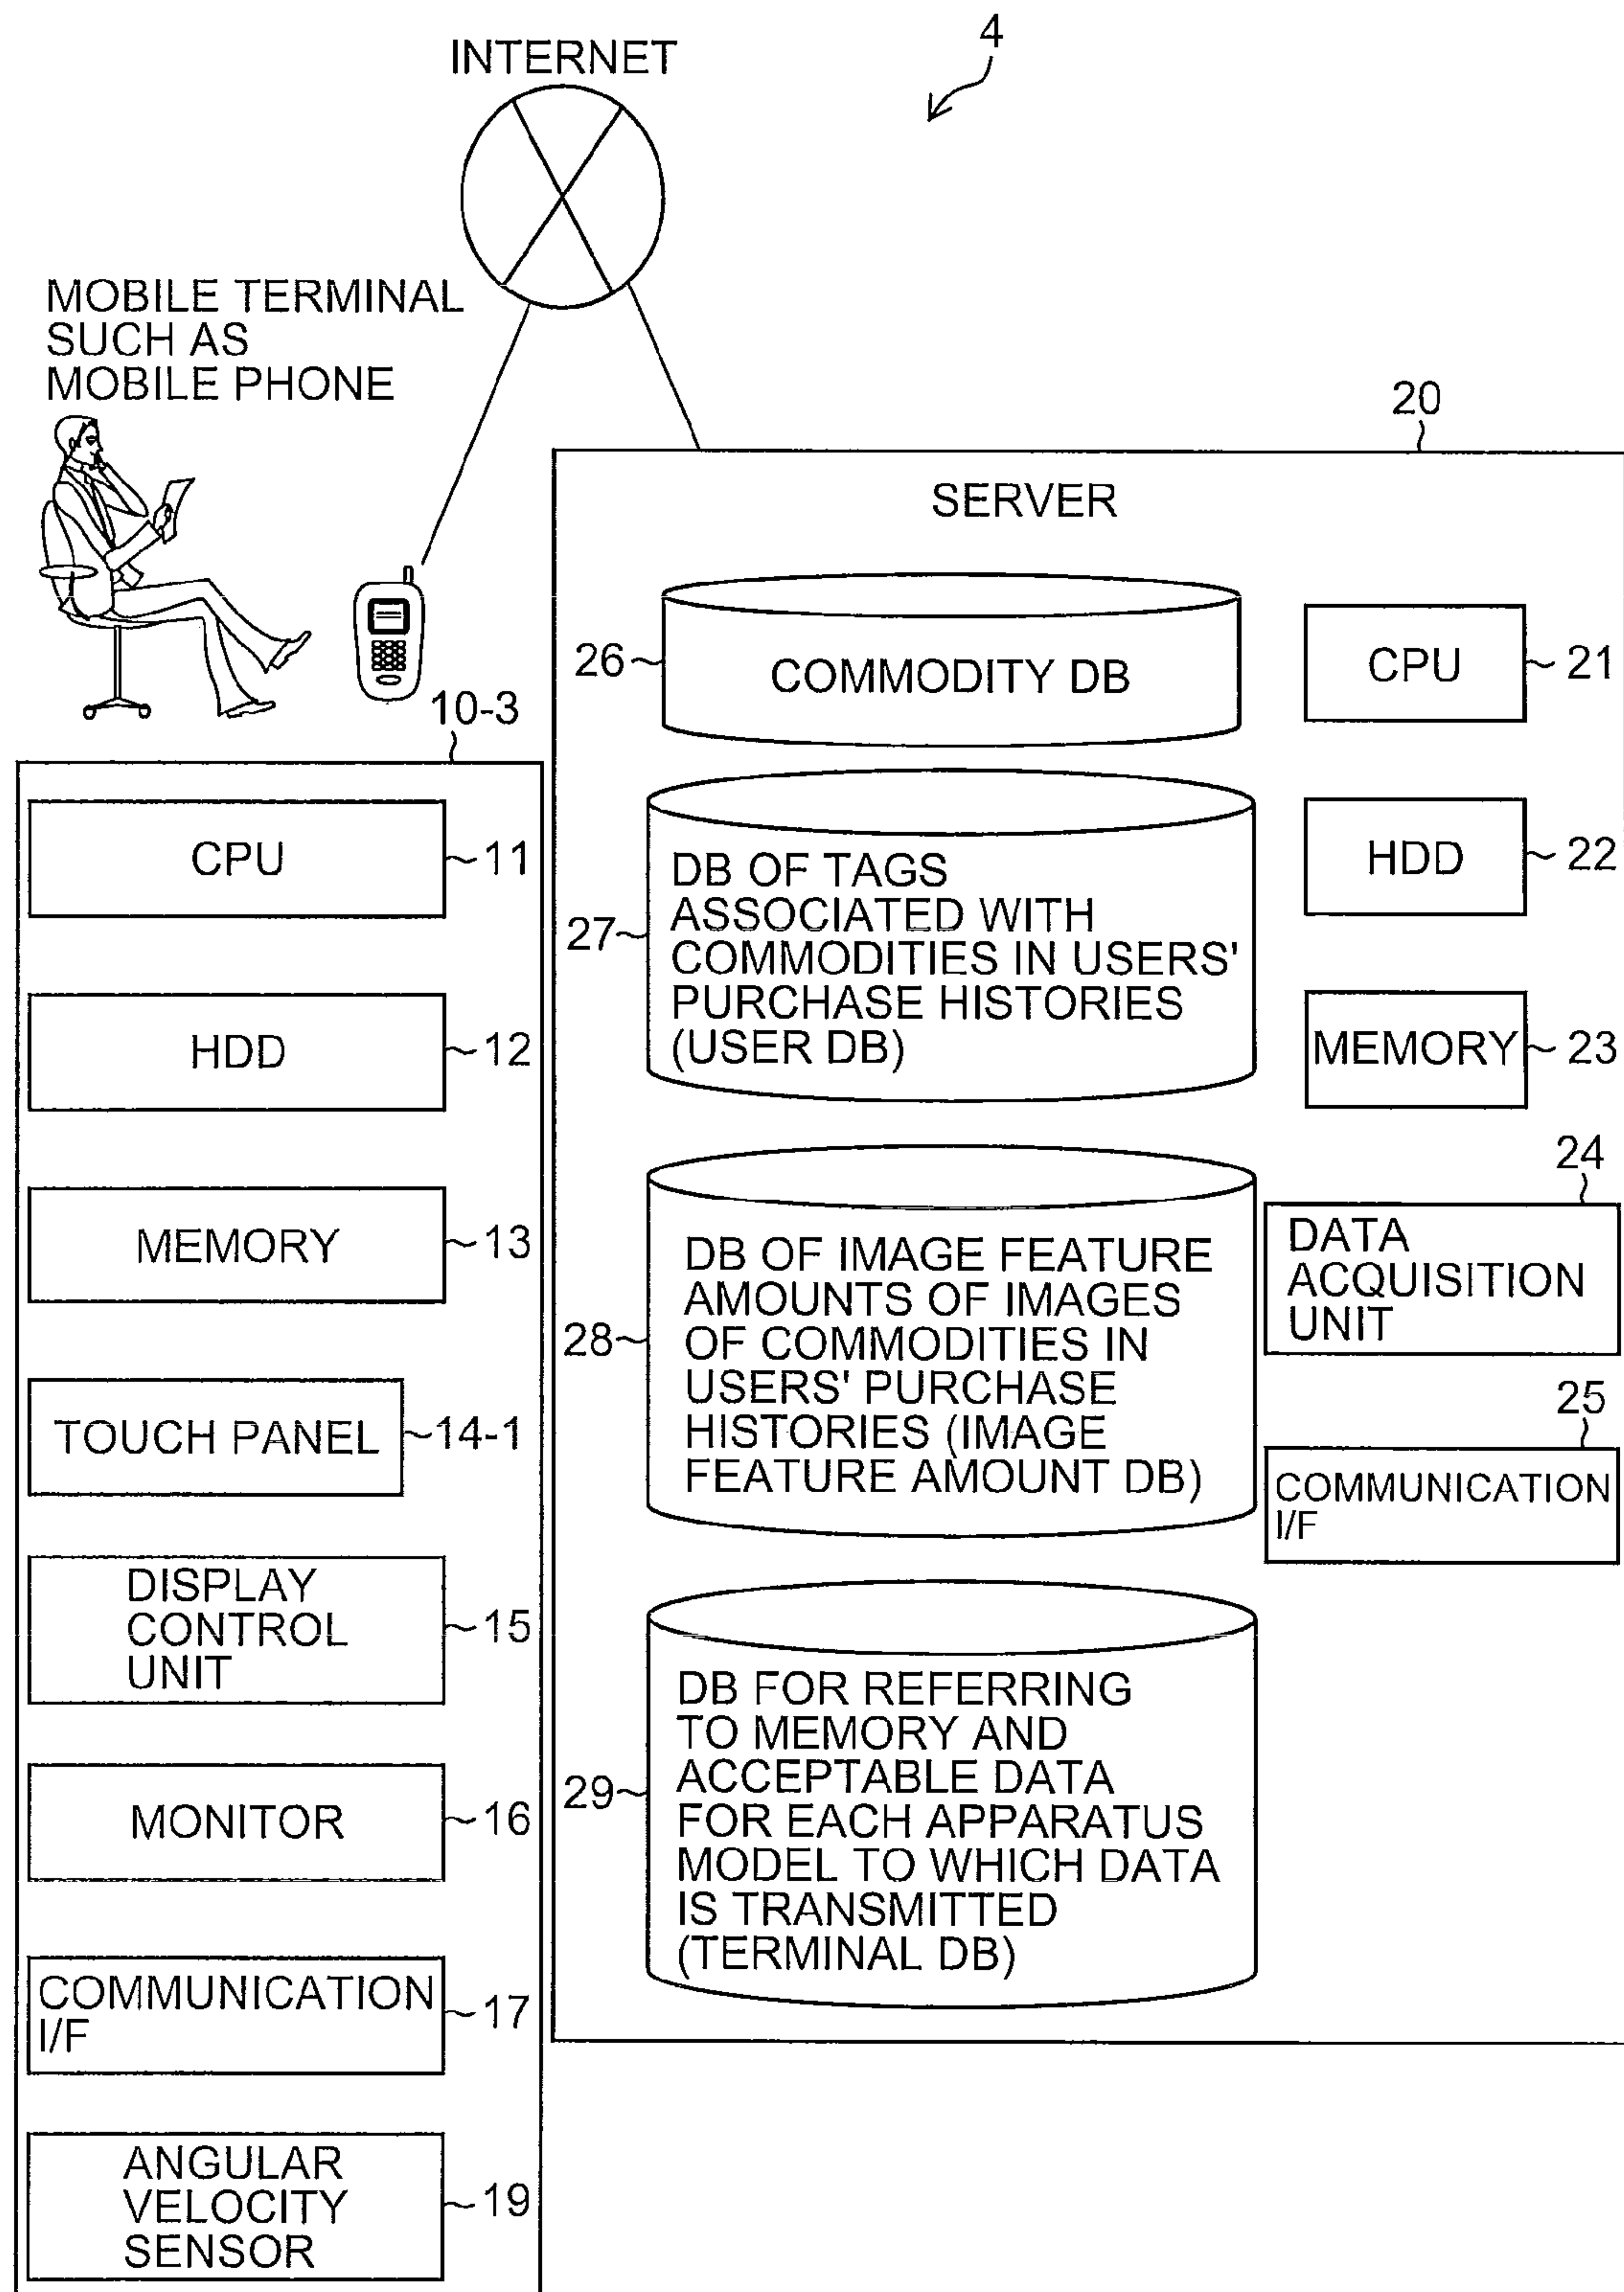 4
INTERNET
MOBILE TERMINAL
SUCH AS
MOBILE PHONE
10-3
CPU
11
HDD
12
MEMORY
13
TOUCH PANEL
14-1
DISPLAY
CONTROL
UNIT
15
MONITOR
16
COMMUNICATION
I/F
17
ANGULAR
VELOCITY
SENSOR
19
20
SERVER
26
COMMODITY DB
27
DB OF TAGS
ASSOCIATED WITH
COMMODITIES IN USERS'
PURCHASE HISTORIES
(USER DB)
28
DB OF IMAGE FEATURE
AMOUNTS OF IMAGES
OF COMMODITIES IN
USERS' PURCHASE
HISTORIES (IMAGE
FEATURE AMOUNT DB)
29
DB FOR REFERRING
TO MEMORY AND
ACCEPTABLE DATA
FOR EACH APPARATUS
MODEL TO WHICH DATA
IS TRANSMITTED
(TERMINAL DB)
CPU
21
HDD
22
MEMORY
23
24
DATA
ACQUISITION
UNIT
25
COMMUNICATION
I/F